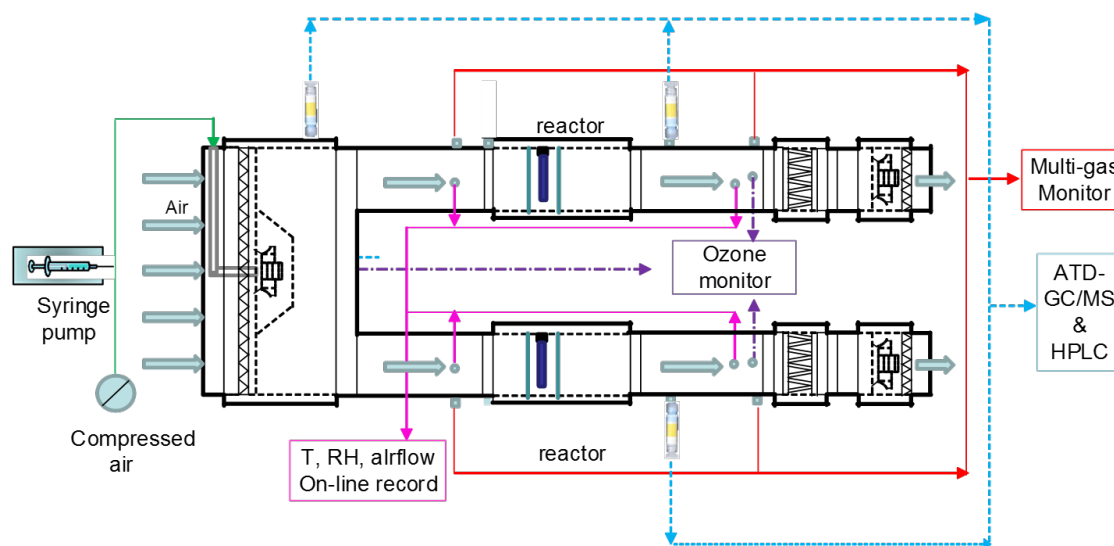 reactor
Multi-gas
Monitor
Air
Ozone
monitor
Syringe
pump
ATD-
GC/MS
&
HPLC
Compressed
air
T, RH, airflow
On-line record
reactor